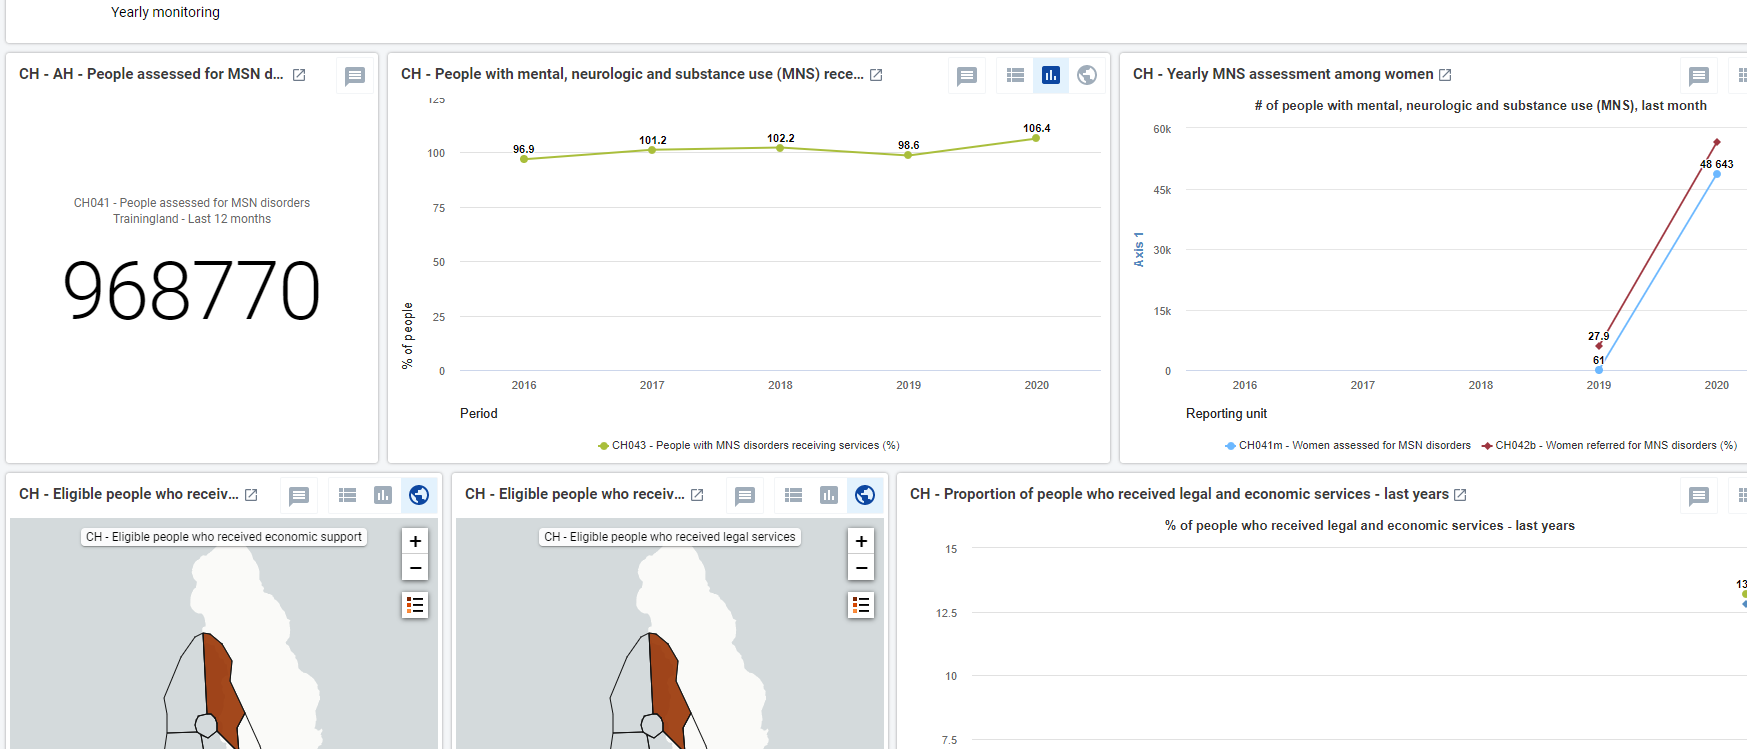 Yearly monitoring
CH - AH - People assessed for MSN d...
CH041 - People assessed for MSN disorders
Trainingland - Last 12 months
968770
CH - People with mental, neurologic and substance use (MNS) rece...
125
100
75
50
25
0
% of people
96.9
101.2
102.2
98.6
106.4
2016
2017
2018
2019
2020
Period
CH043 - People with MNS disorders receiving services (%)
CH - Yearly MNS assessment among women
# of people with mental, neurologic and substance use (MNS), last month
60k
45k
30k
15k
0
Axis 1
48 643
27.9
61
2016
2017
2018
2019
2020
Reporting unit
CH041m - Women assessed for MSN disorders
CH042b - Women referred for MNS disorders (%)
CH - Eligible people who receiv...
CH - Eligible people who received economic support
+
−
CH - Eligible people who receiv...
CH - Eligible people who received legal services
+
−
CH - Proportion of people who received legal and economic services - last years
% of people who received legal and economic services - last years
15
12.5
10
7.5
13